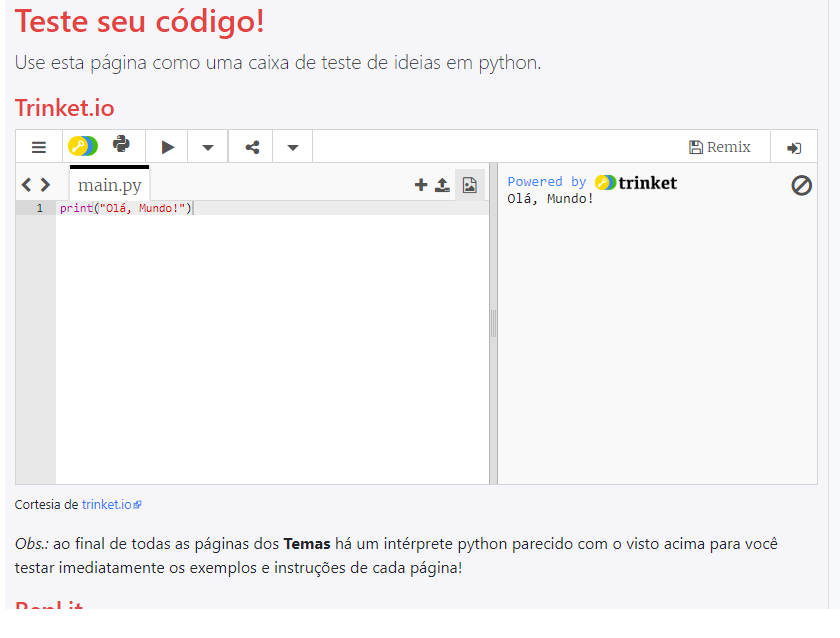 Teste seu código!
Use esta página como uma caixa de teste de ideias em python.
Trinket.io
Remix
main.py
1 print("Olá, Mundo!")
Powered by trinket
Olá, Mundo!
Cortesia de trinket.io
Obs.: ao final de todas as páginas dos Temas há um intérprete python parecido com o visto acima para você
testar imediatamente os exemplos e instruções de cada página!